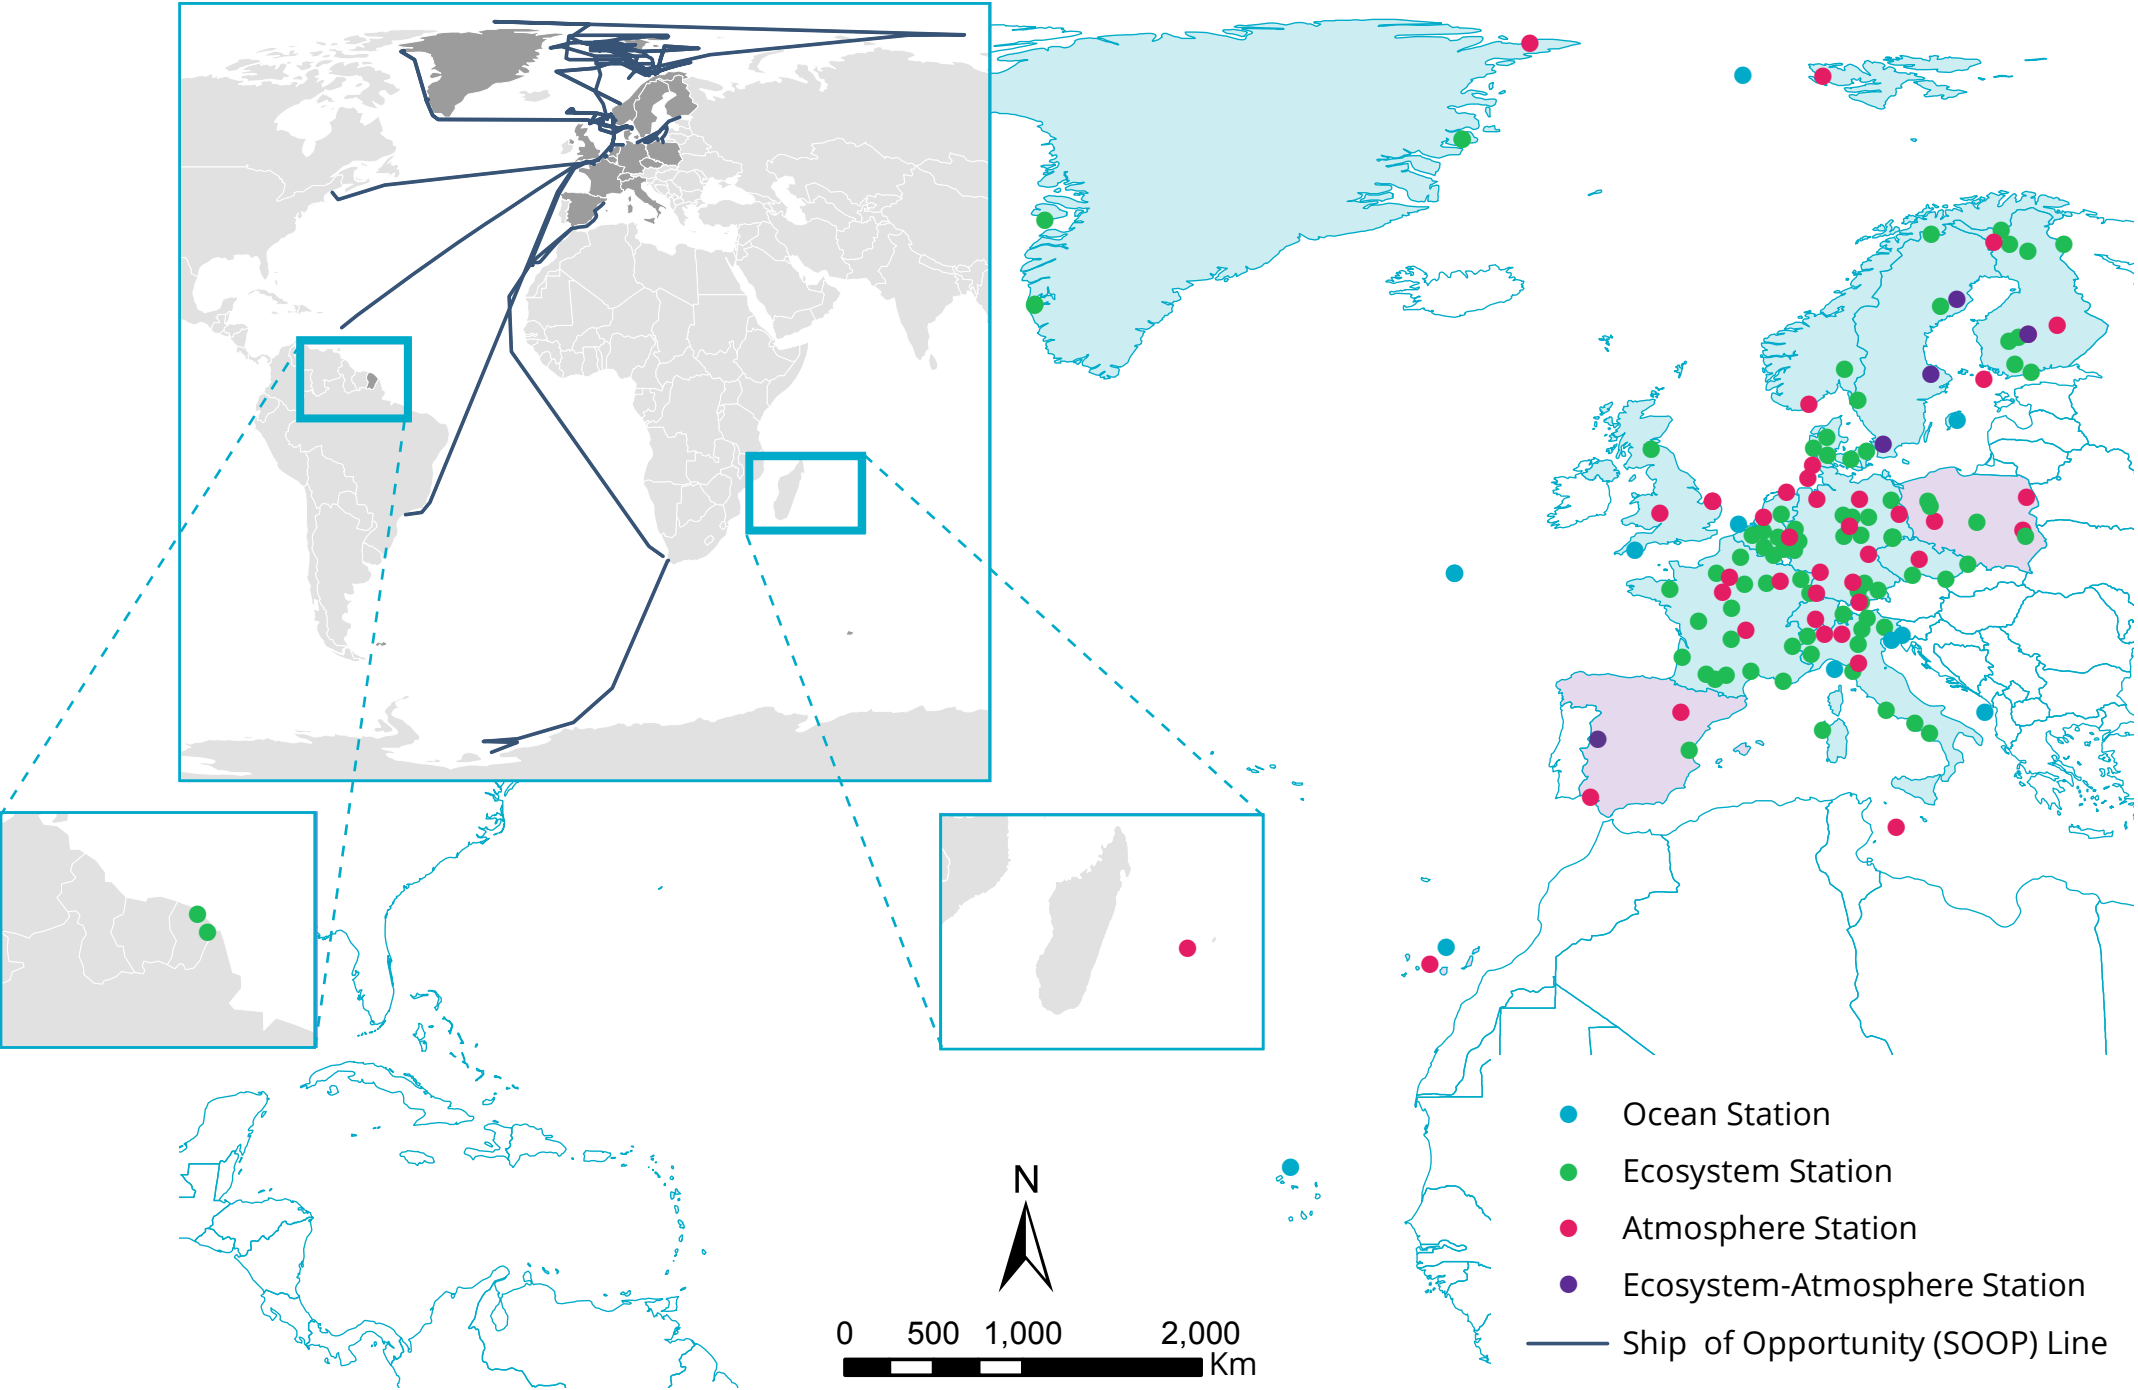 Ocean Station
Ecosystem Station
N
Atmosphere Station
Ecosystem-Atmosphere Station
0 500 1,000 2,000
Km
Ship of Opportunity (SOOP) Line